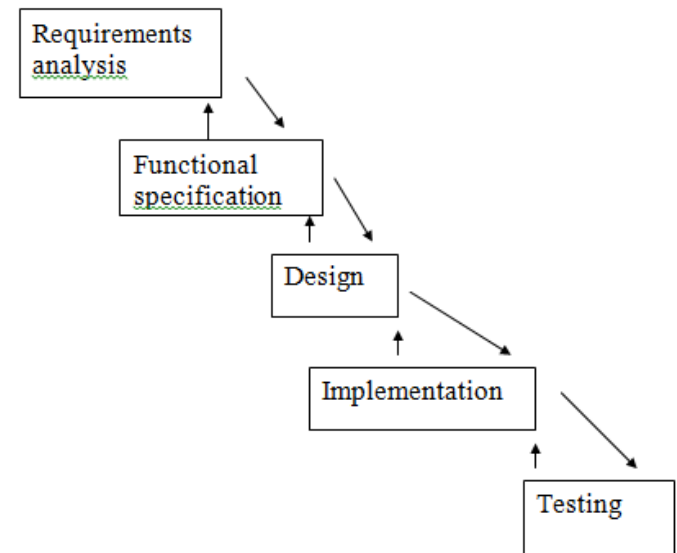 Requirements
analysis
Functional
specification
Design
Implementation
Testing